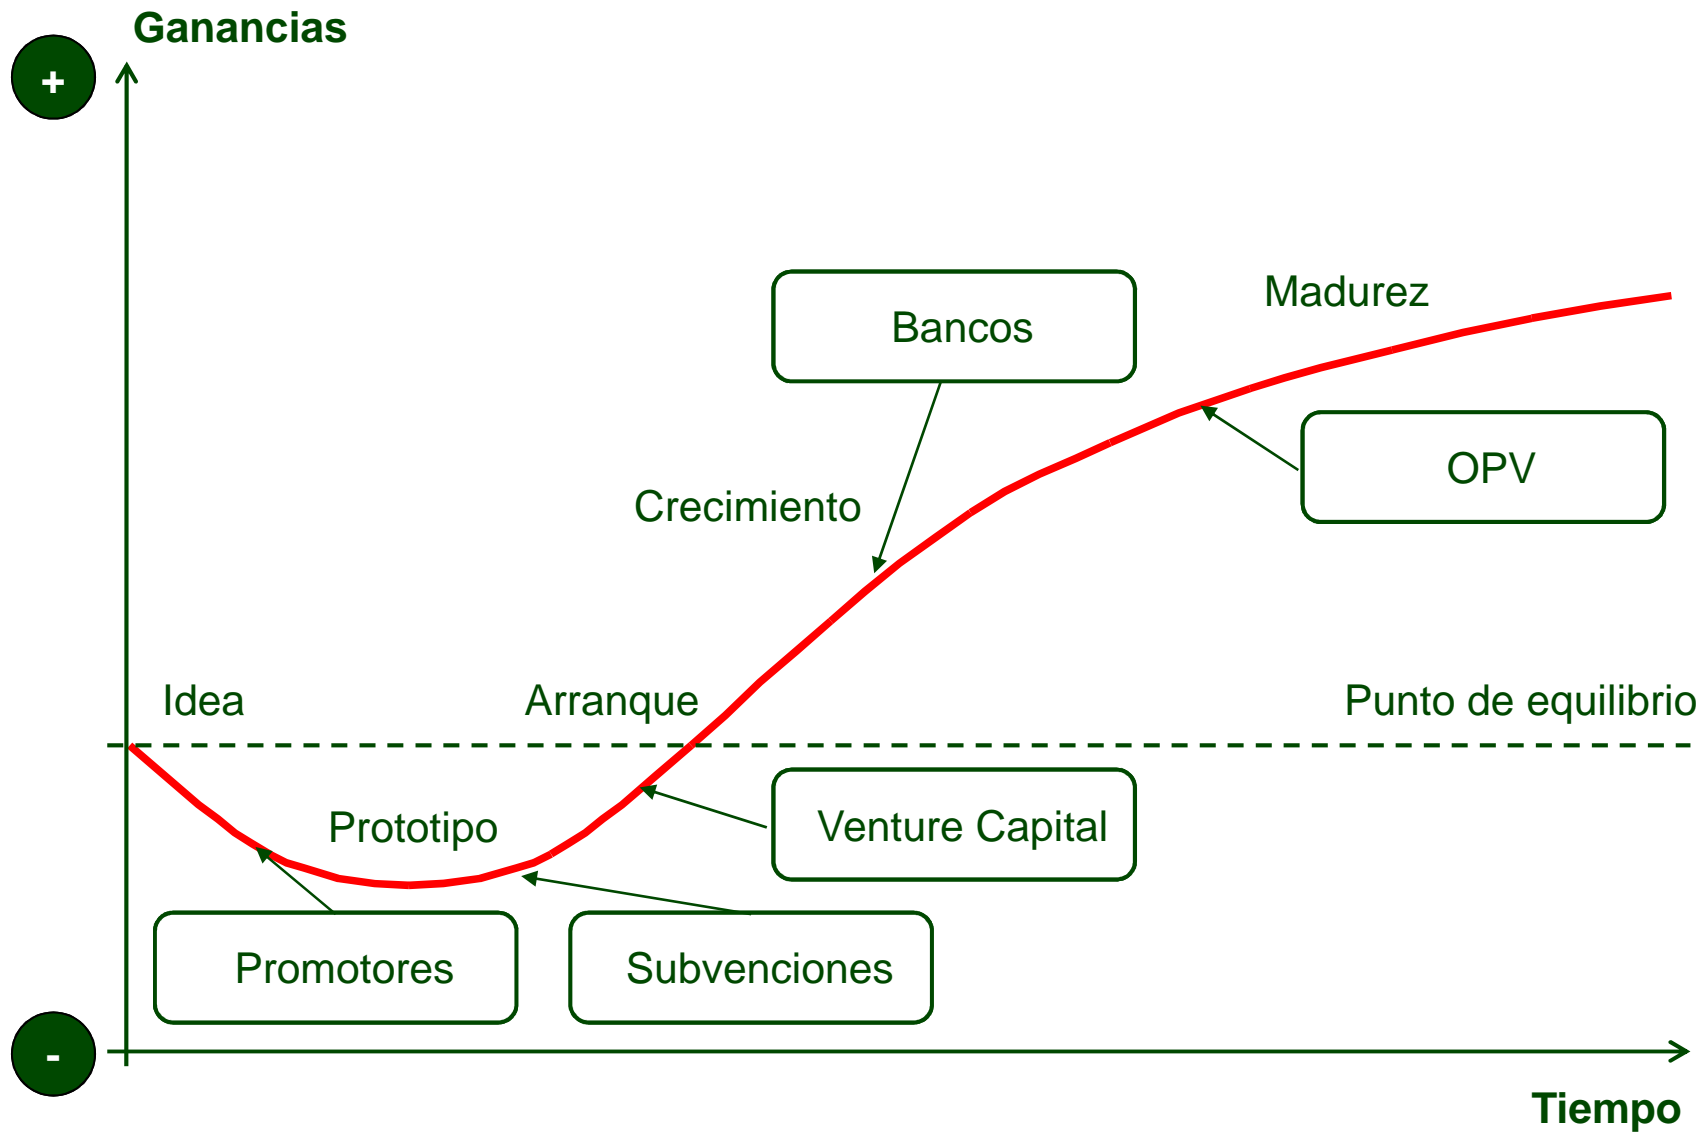 Ganancias
+
Bancos
Madurez
OPV
Crecimiento
Idea
Arranque
Punto de equilibrio
Prototipo
Venture Capital
Promotores
Subvenciones
-
Tiempo